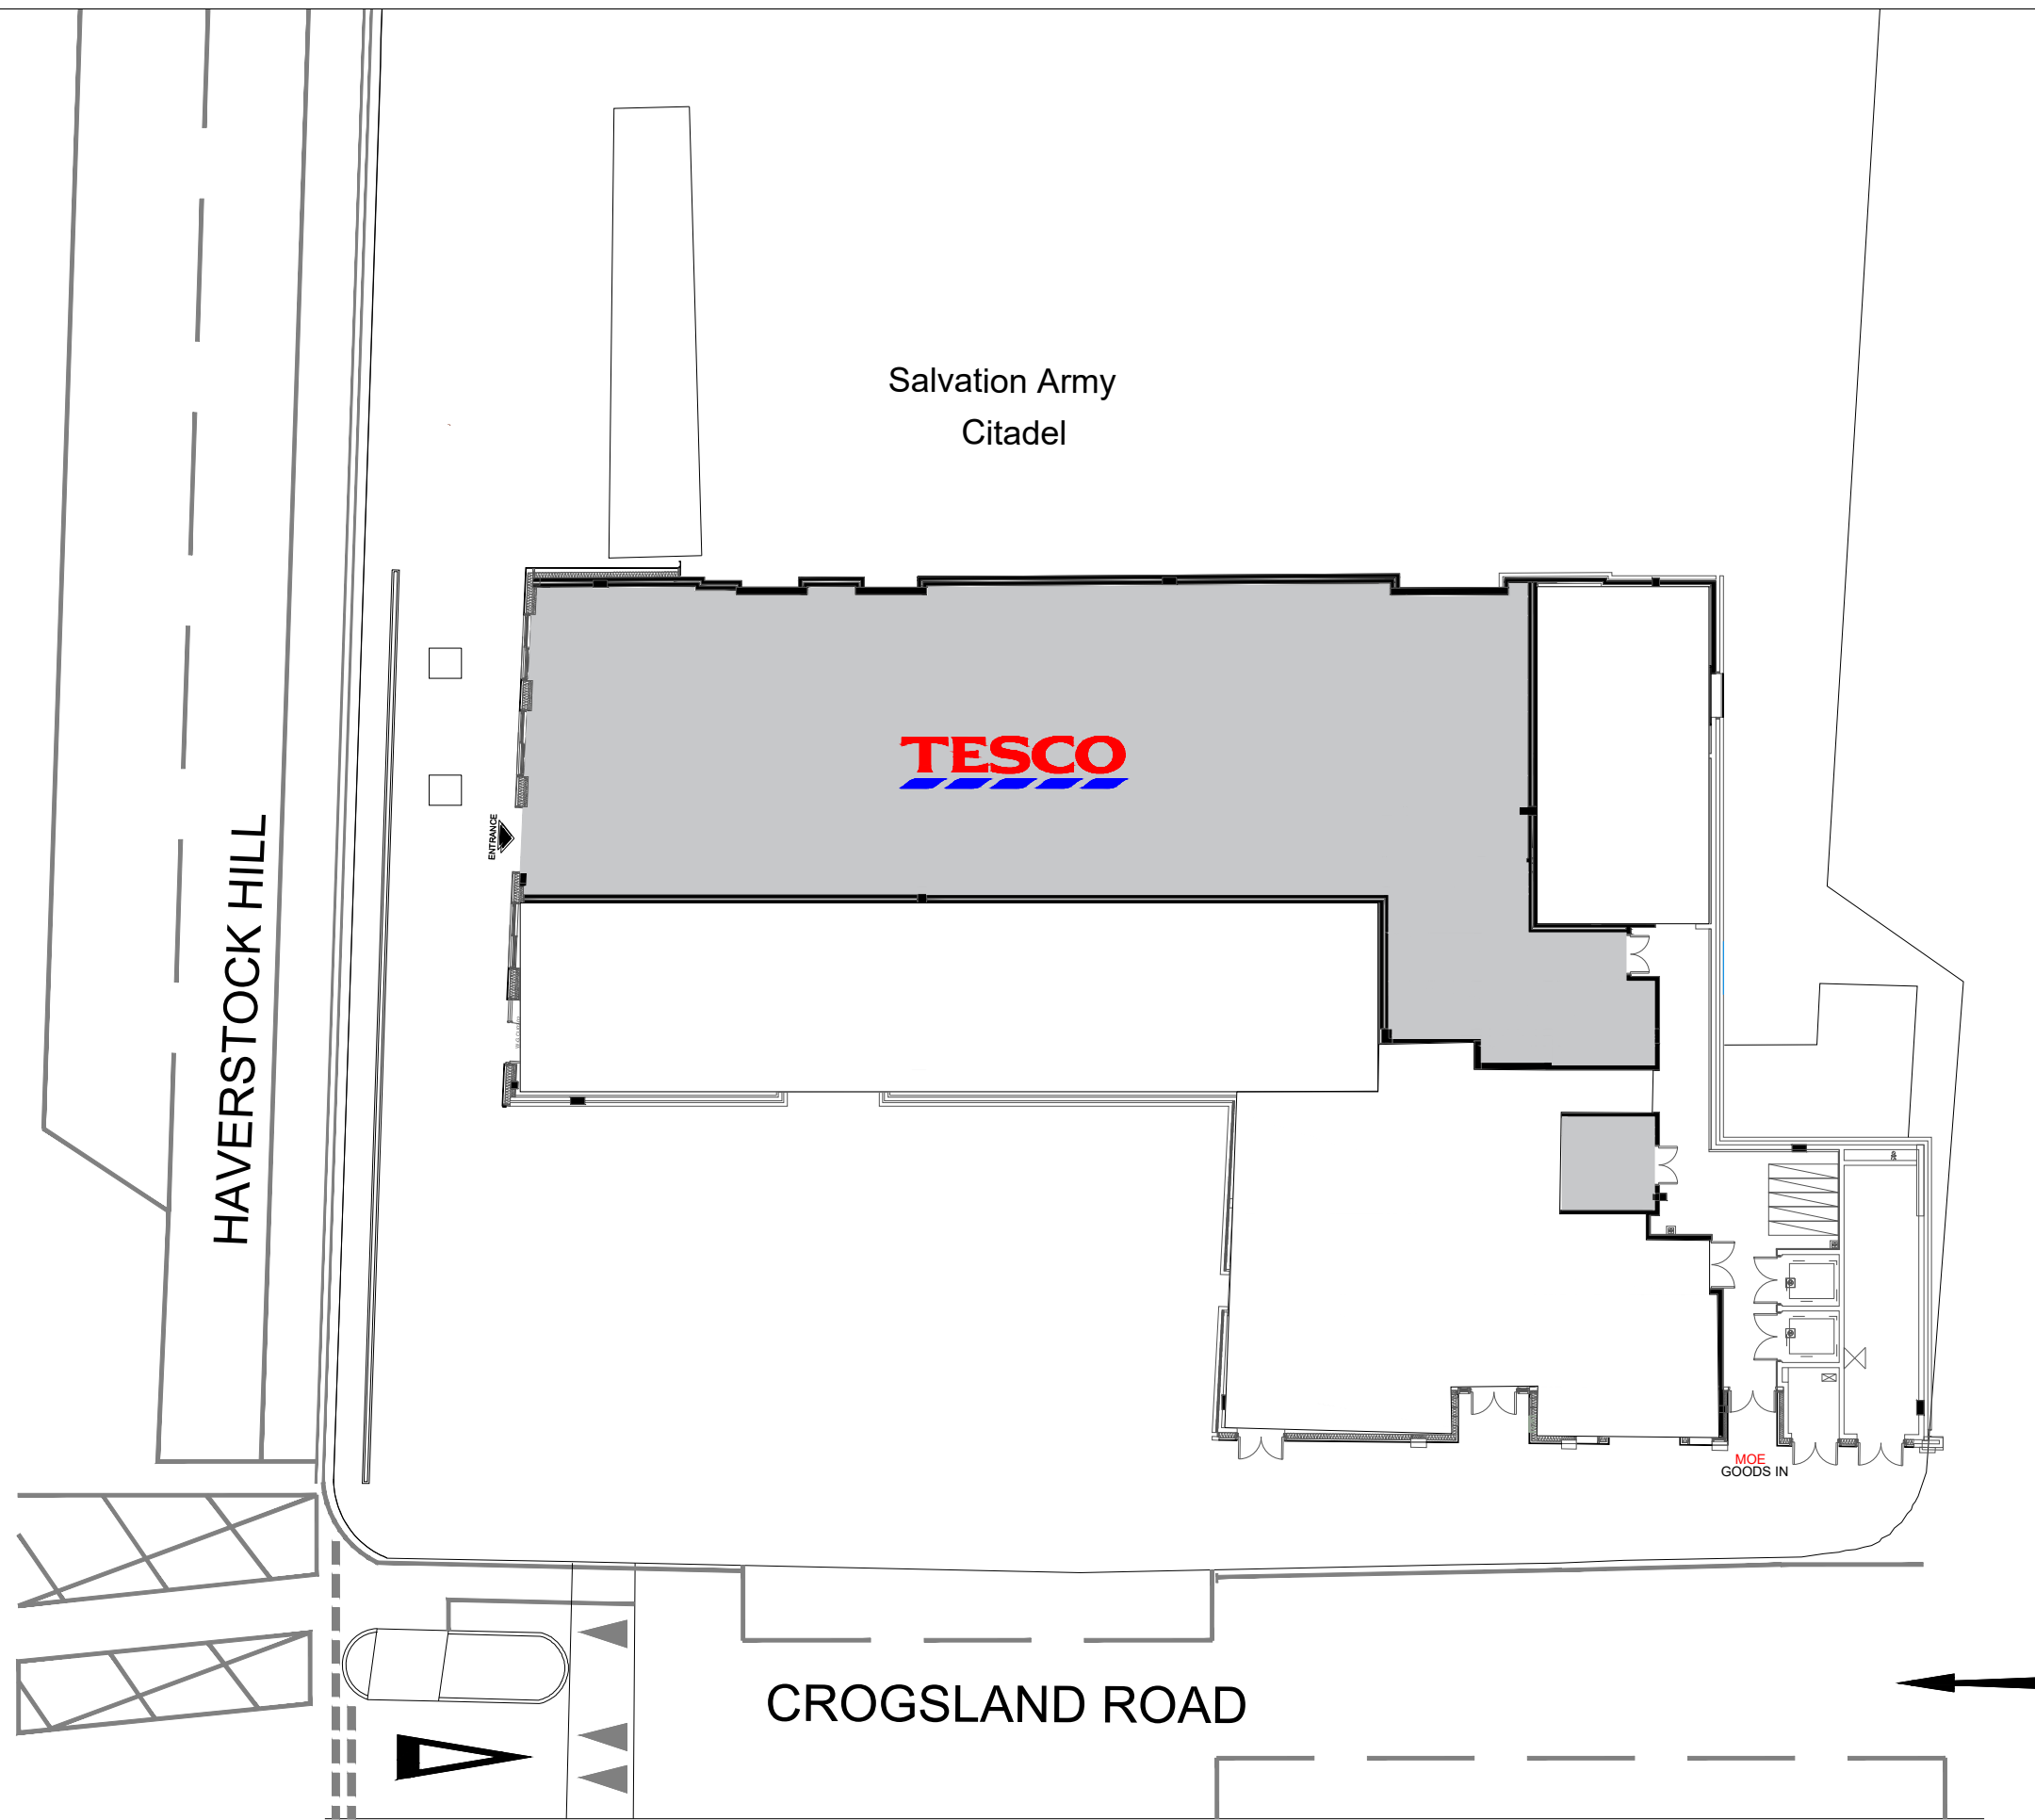 Salvation Army
Citadel
TESCO
ENTRANCE
HAVERSTOCK HILL
MOE
GOODS IN
CROGSLAND ROAD